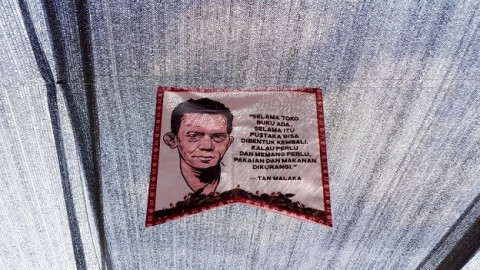 "SELAMA TOKO
BUKU ADA,
SELAMA ITU
PUSTAKA BISA
DIBENTUK KEMBALI.
KALAU PERLU
DAN MEMANG PERLU,
PAKAIAN DAN MAKANAN
DIKURANGI."
— TAN MALAKA